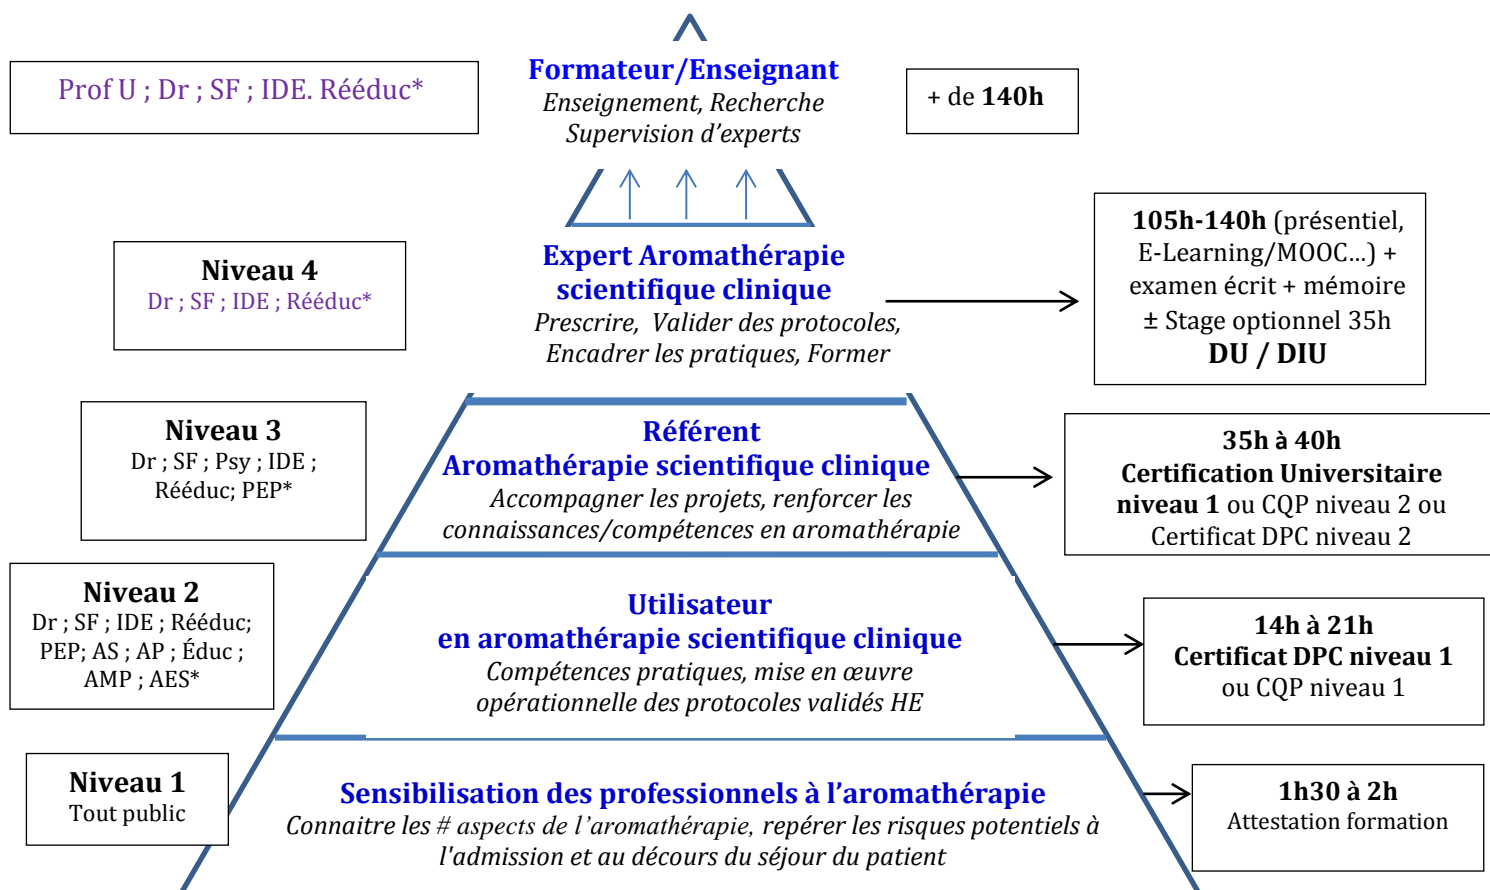 Prof U ; Dr ; SF ; IDE. Rééduc*
Formateur/Enseignant
Enseignement, Recherche
Supervision d’experts
+ de 140h
Niveau 4
Dr ; SF ; IDE ; Rééduc*
Expert Aromathérapie
scientifique clinique
Prescrire, Valider des protocoles,
Encadrer les pratiques, Former
105h-140h (présentiel,
E-Learning/MOOC…) +
examen écrit + mémoire
± Stage optionnel 35h
DU / DIU
Niveau 3
Dr ; SF ; Psy ; IDE ;
Rééduc; PEP*
Référent
Aromathérapie scientifique clinique
Accompagner les projets, renforcer les
connaissances/compétences en aromathérapie
35h à 40h
Certification Universitaire
niveau 1 ou CQP niveau 2 ou
Certificat DPC niveau 2
Niveau 2
Dr ; SF ; IDE ; Rééduc;
PEP; AS ; AP ; Éduc ;
AMP ; AES*
Utilisateur
en aromathérapie scientifique clinique
Compétences pratiques, mise en œuvre
opérationnelle des protocoles validés HE
14h à 21h
Certificat DPC niveau 1
ou CQP niveau 1
Niveau 1
Tout public
Sensibilisation des professionnels à l’aromathérapie
Connaitre les # aspects de l’aromathérapie, repérer les risques potentiels à
l'admission et au décours du séjour du patient
1h30 à 2h
Attestation formation